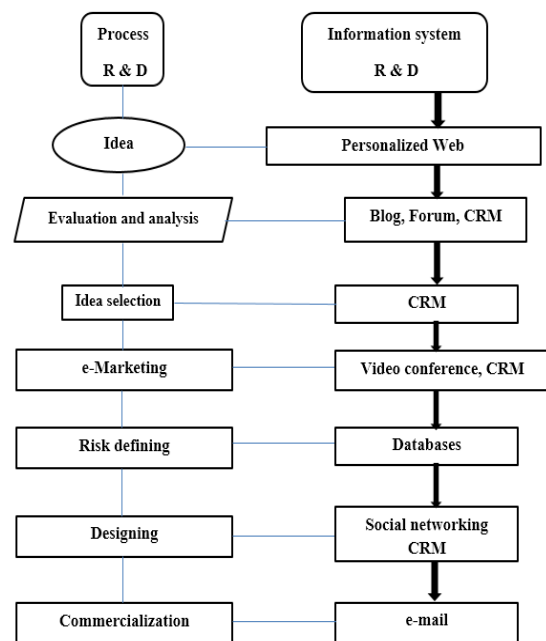 Process
R & D
Information system
R & D
Idea
Personalized Web
Evaluation and analysis
Blog, Forum, CRM
Idea selection
CRM
e-Marketing
Video conference, CRM
Risk defining
Databases
Designing
Social networking
CRM
Commercialization
e-mail